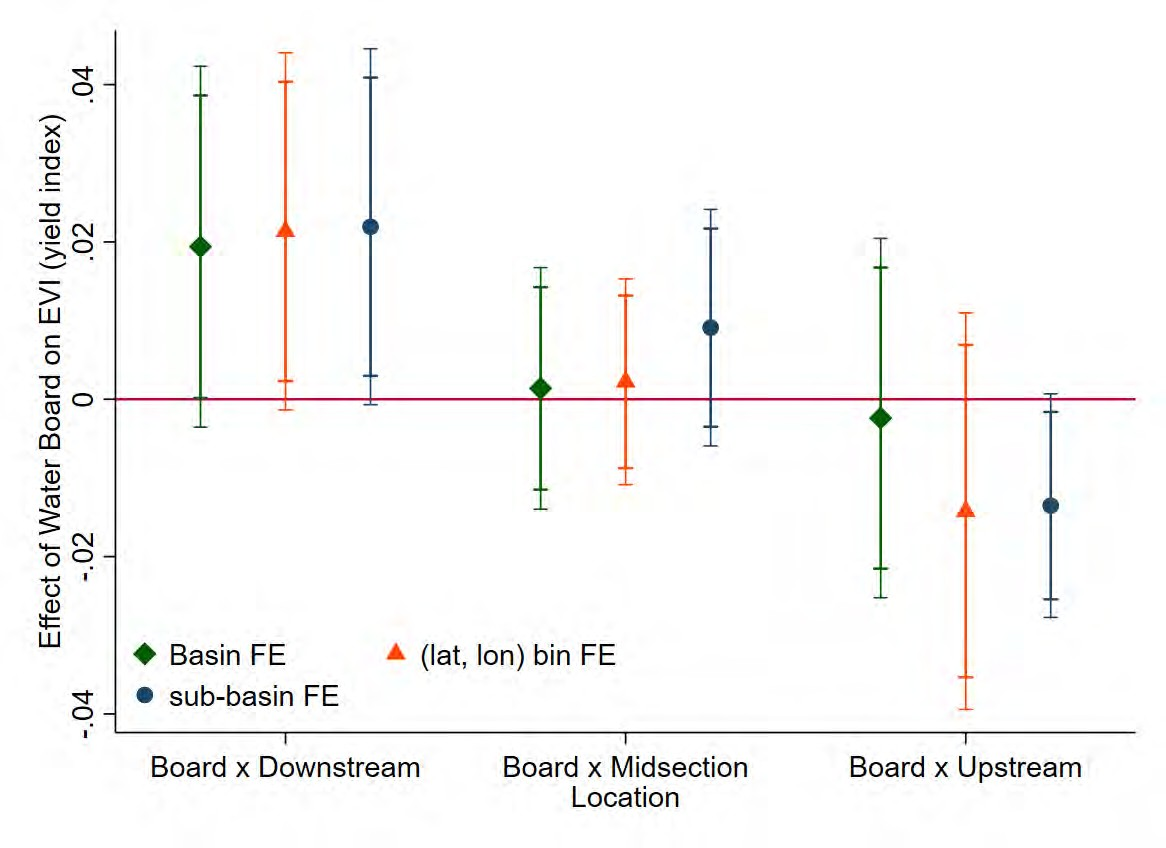 Effect of Water Board on EVI (yield index)
.04
.02
0
-.02
-.04
Basin FE
(lat, lon) bin FE
sub-basin FE
Board x Downstream
Board x Midsection
Board x Upstream
Location